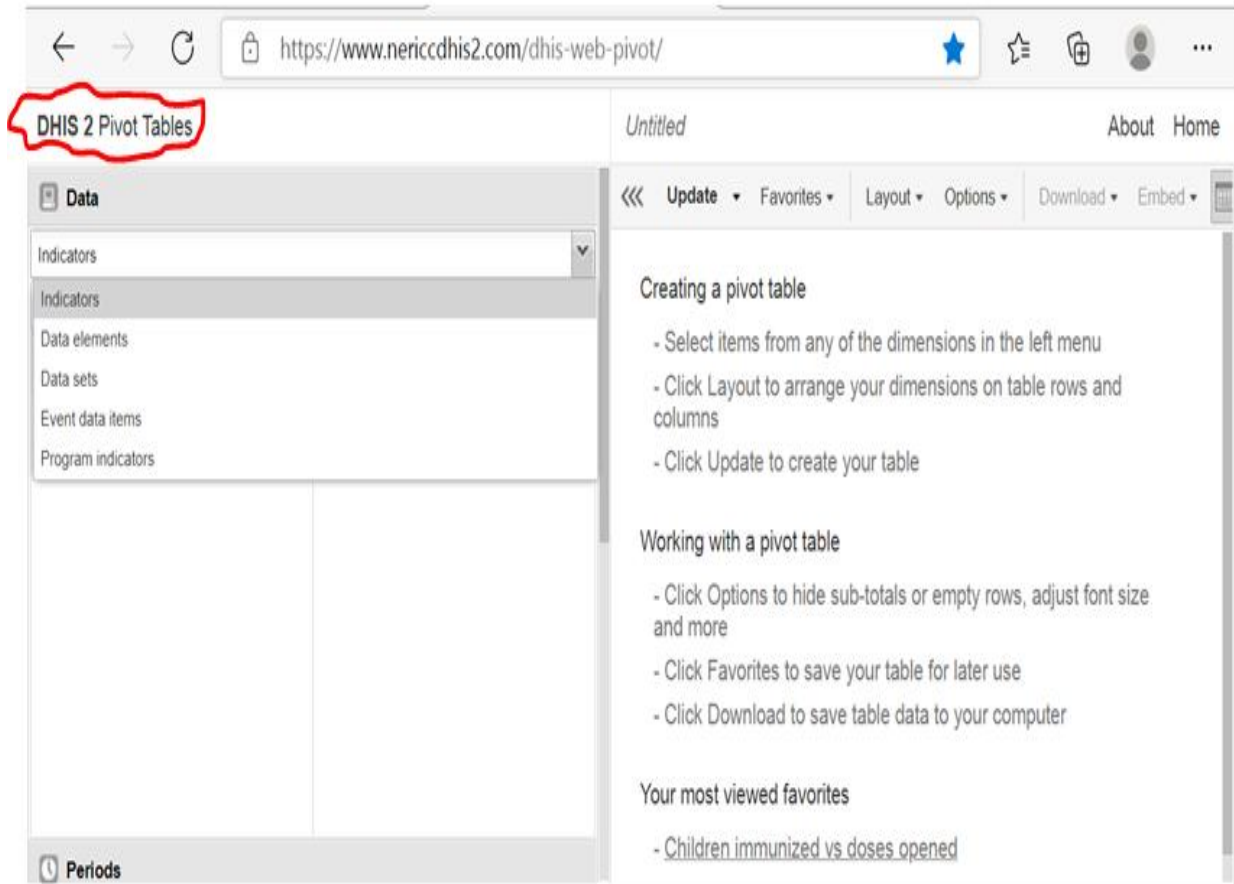 https://www.nericcdhis2.com/dhis-web-pivot/
DHIS 2 Pivot Tables
Untitled
About Home
Data
Update Favorites Layout Options Download Embed
Indicators
Indicators
Data elements
Data sets
Event data items
Program indicators
Periods
Creating a pivot table
- Select items from any of the dimensions in the left menu
- Click Layout to arrange your dimensions on table rows and
columns
- Click Update to create your table
Working with a pivot table
- Click Options to hide sub-totals or empty rows, adjust font size
and more
- Click Favorites to save your table for later use
- Click Download to save table data to your computer
Your most viewed favorites
- Children immunized vs doses opened